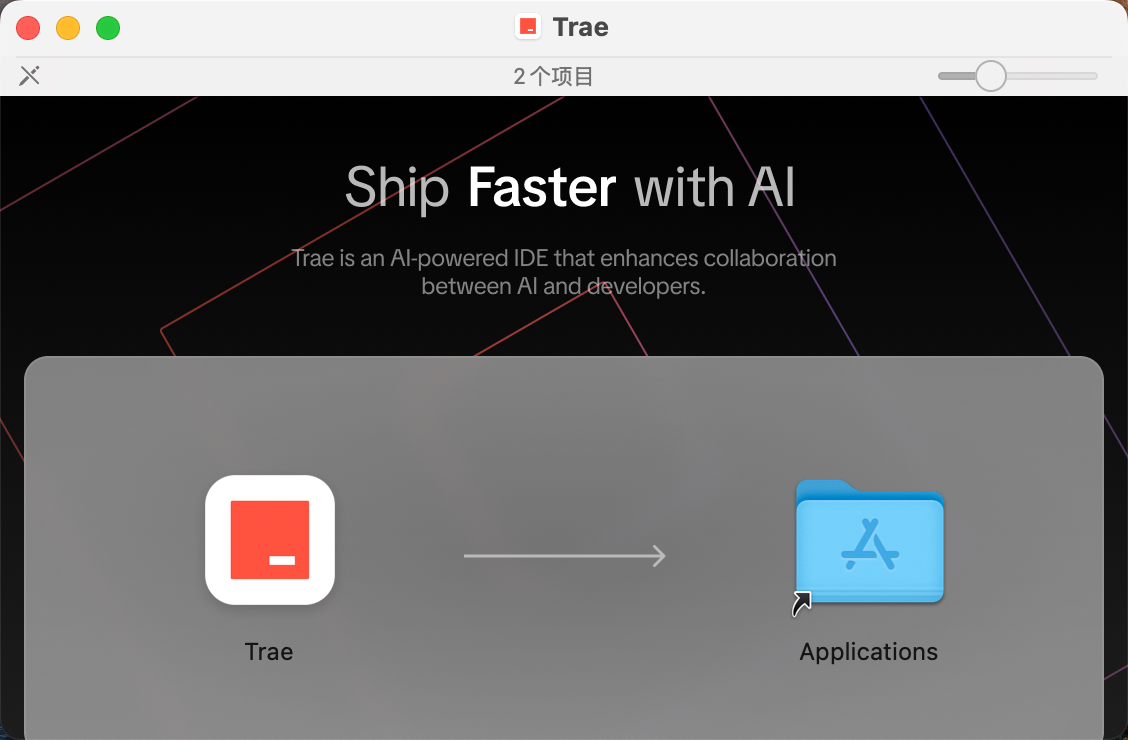 Trae
2 个项目
Ship Faster with AI
Trae is an AI-powered IDE that enhances collaboration
between AI and developers.
Trae
Applications